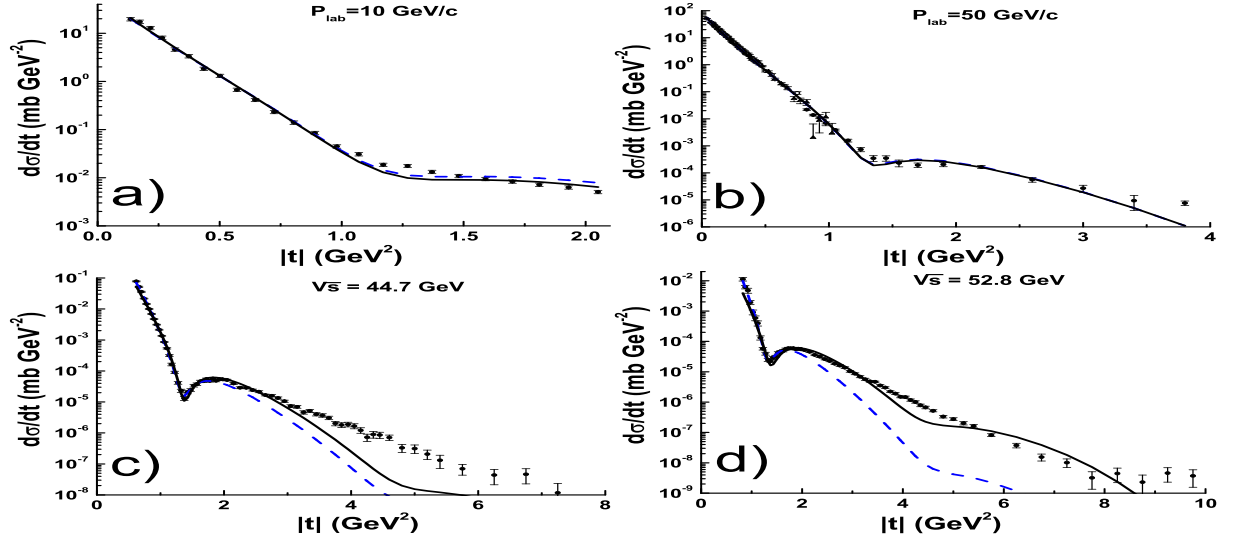 P_lab=10 GeV/c
dσ/dt (mb GeV^-2)
10^1
10^0
10^-1
10^-2
10^-3
a)
0.0 0.5 1.0 1.5 2.0
|t| (GeV^2)
P_lab=50 GeV/c
dσ/dt (mb GeV^-2)
10^2
10^1
10^0
10^-1
10^-2
10^-3
10^-4
10^-5
10^-6
b)
0 1 2 3 4
|t| (GeV^2)
√s = 44.7 GeV
dσ/dt (mb GeV^-2)
10^-1
10^-2
10^-3
10^-4
10^-5
10^-6
10^-7
10^-8
c)
0 2 4 6 8
|t| (GeV^2)
√s = 52.8 GeV
dσ/dt (mb GeV^-2)
10^-2
10^-3
10^-4
10^-5
10^-6
10^-7
10^-8
10^-9
d)
0 2 4 6 8 10
|t| (GeV^2)